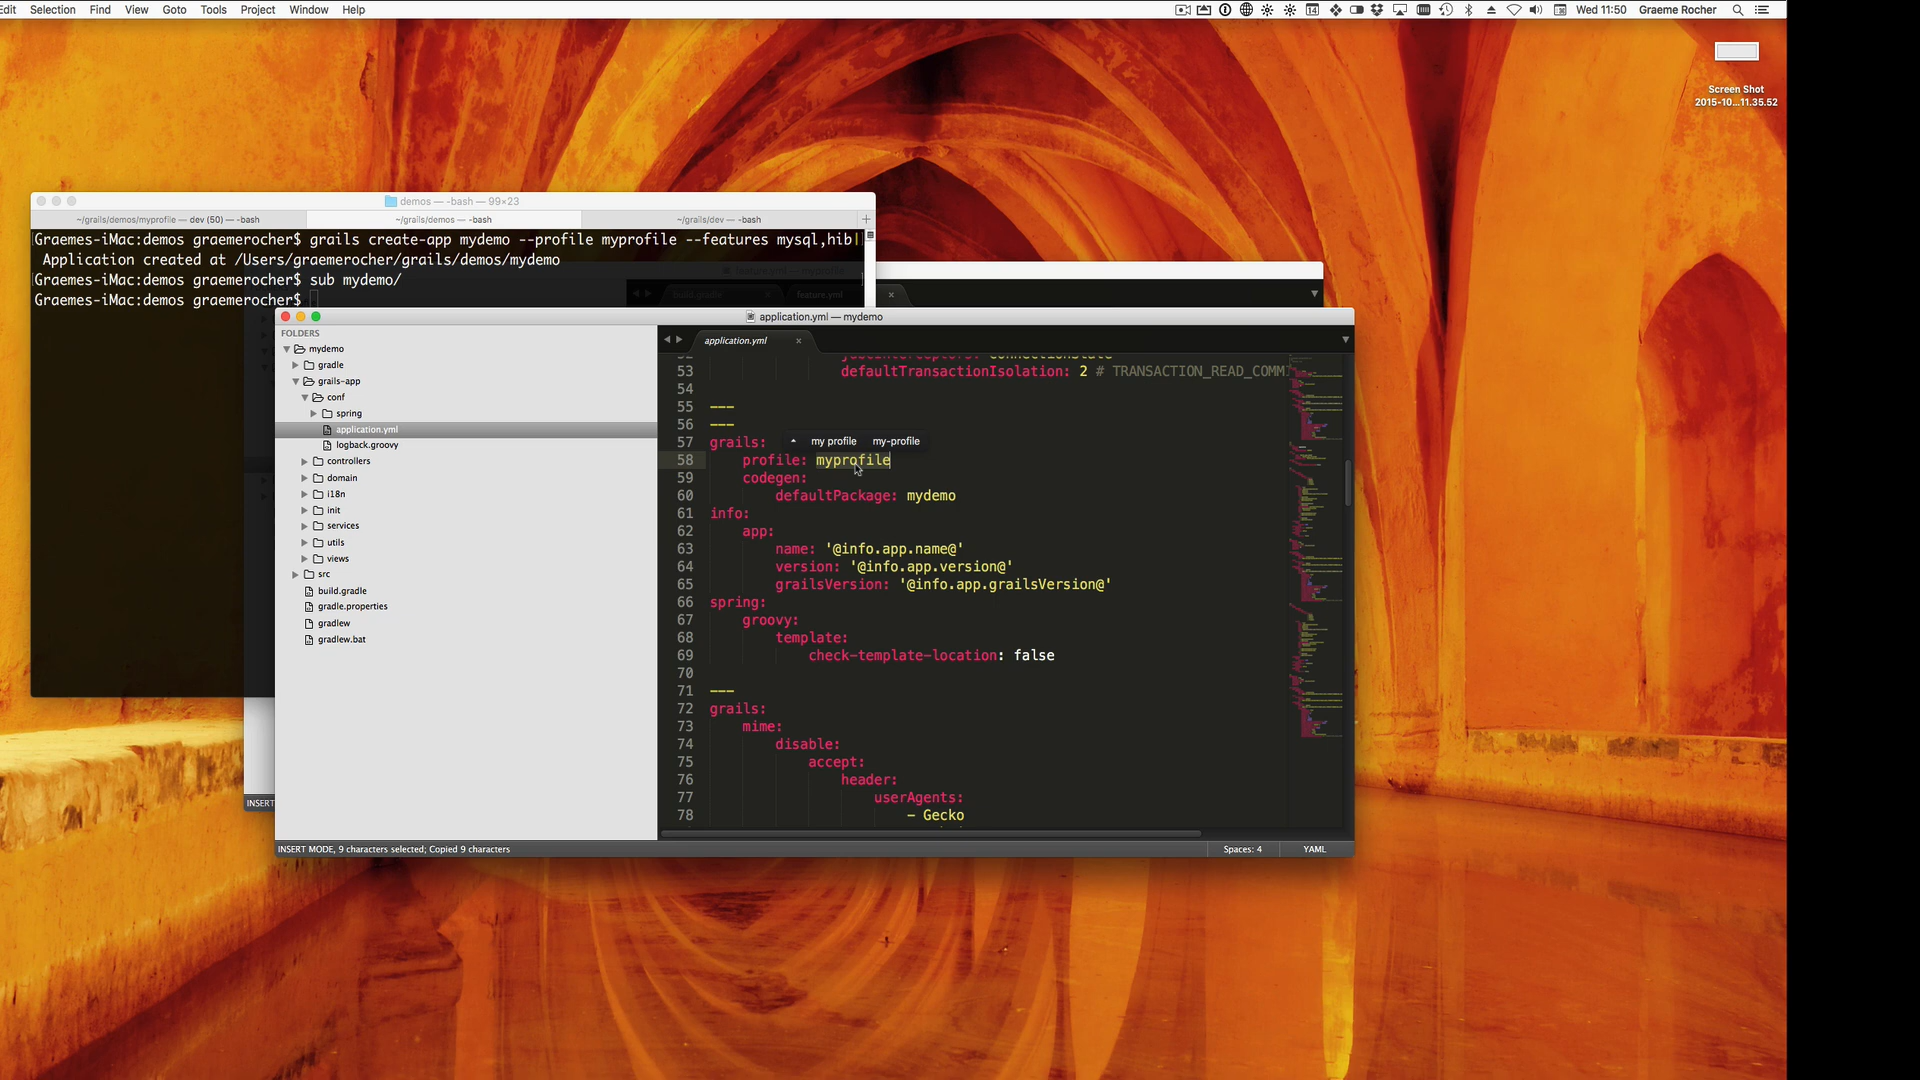 Edit Selection Find View Goto Tools Project Window Help
14 Wed 11:50 Graeme Rocher
Screen Shot
2015-10...11.35.52
demos — -bash — 99×23
~/grails/demos/myprofile — dev (50) — -bash ~/grails/demos — -bash ~/grails/dev — -bash
Graemes-iMac:demos graemerocher$ grails create-app mydemo --profile myprofile --features mysql,hib
Application created at /Users/graemerocher/grails/demos/mydemo
Graemes-iMac:demos graemerocher$ sub mydemo/
Graemes-iMac:demos graemerocher$
build.gradle feature.yml
application.yml — mydemo
FOLDERS
mydemo
gradle
grails-app
conf
spring
application.yml
logback.groovy
controllers
domain
i18n
init
services
utils
views
src
build.gradle
gradle.properties
gradlew
gradlew.bat
application.yml
53 defaultTransactionIsolation: 2 # TRANSACTION_READ_COMM
54
55 ---
56 ---
57 grails:
my profile my-profile
58 profile: myprofile
59 codegen:
60 defaultPackage: mydemo
61 info:
62 app:
63 name: '@info.app.name@'
64 version: '@info.app.version@'
65 grailsVersion: '@info.app.grailsVersion@'
66 spring:
67 groovy:
68 template:
69 check-template-location: false
70
71 ---
72 grails:
73 mime:
74 disable:
75 accept:
76 header:
77 userAgents:
78 - Gecko
INSERT
INSERT MODE, 9 characters selected; Copied 9 characters
Spaces: 4 YAML